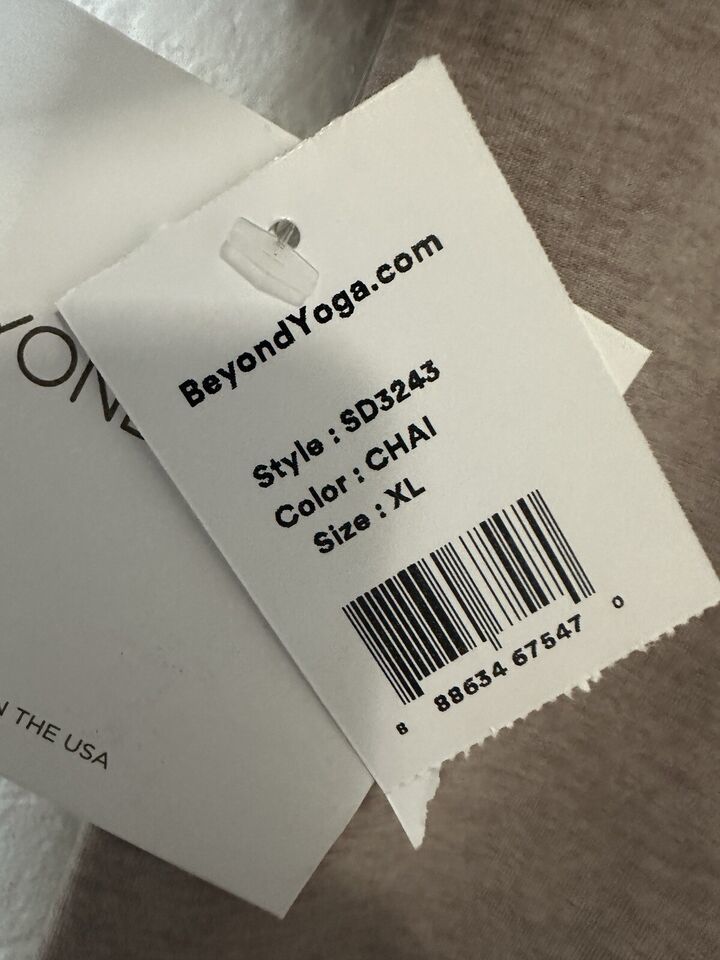 BeyondYoga.com
Style : SD3243
Color : CHAI
Size : XL
8 88634 67547 0
YOND
N THE USA